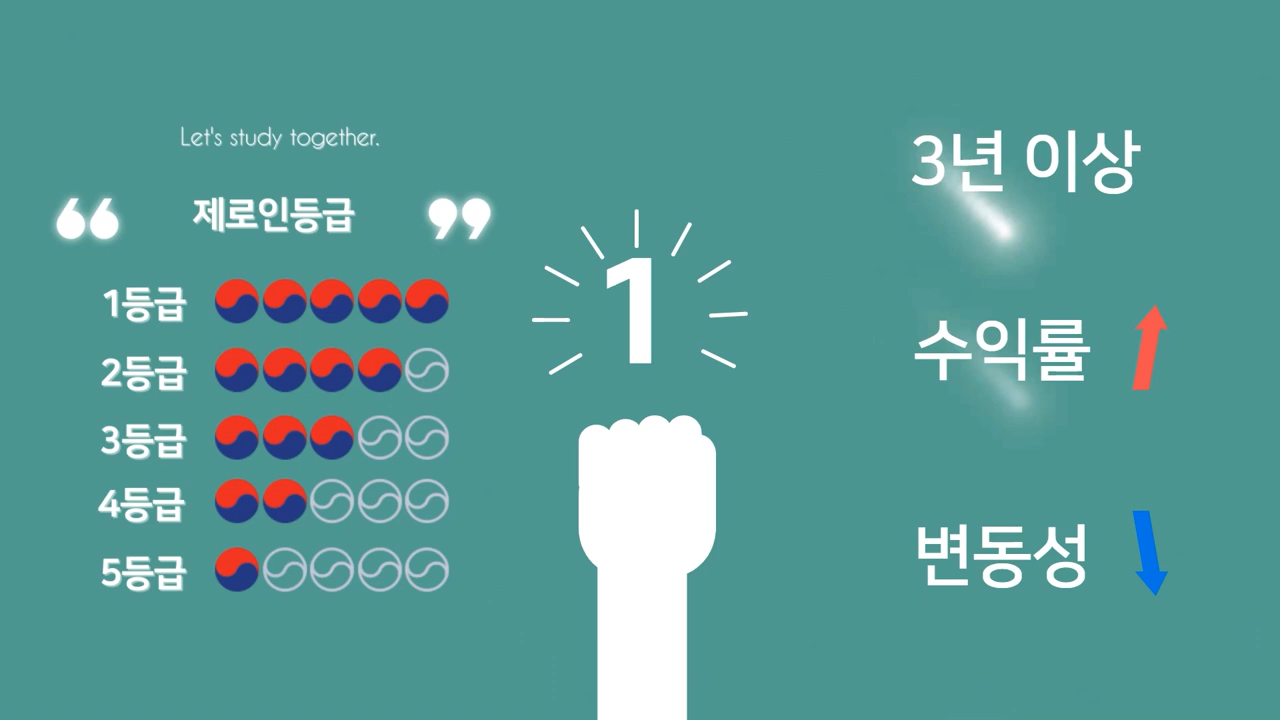 Let's study together.
“ 제로인등급 ”
1등급
2등급
3등급
4등급
5등급
1
3년 이상
수익률
변동성